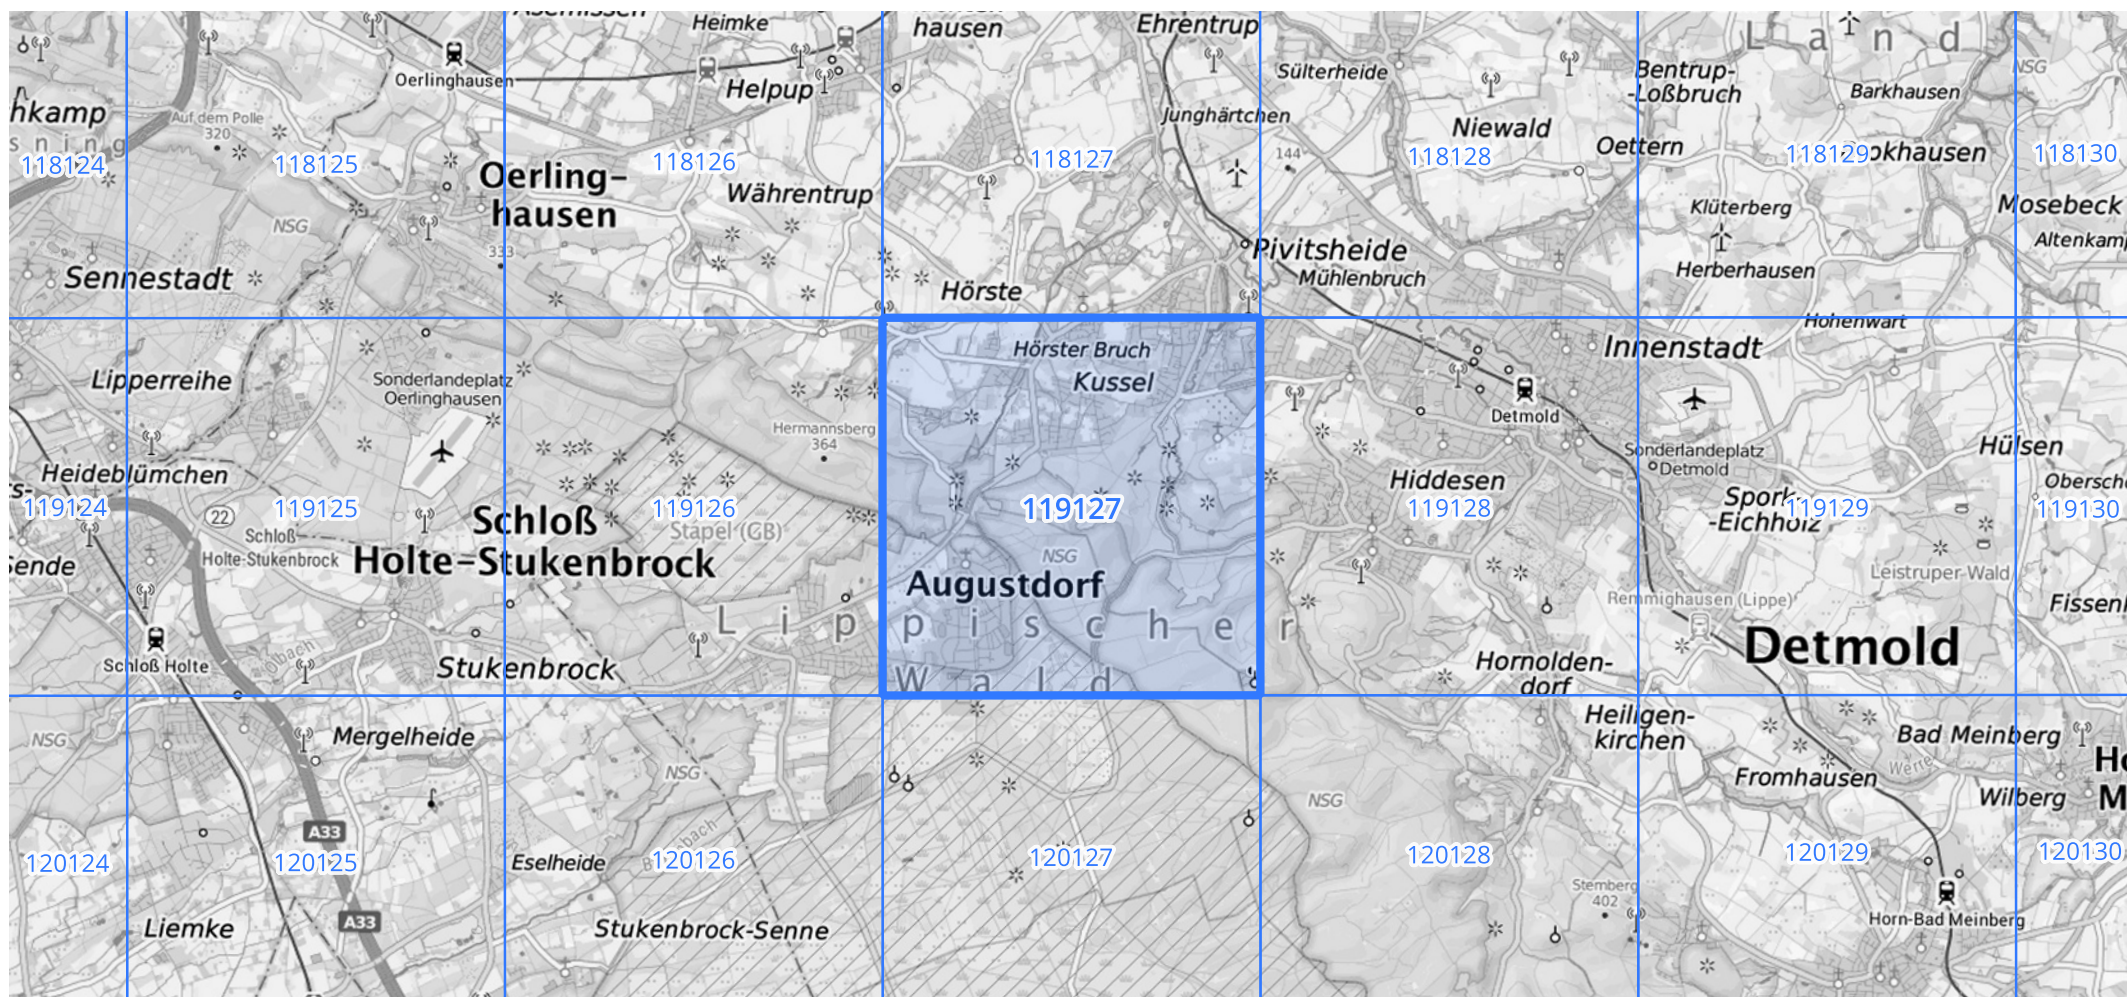 Heimke
hausen
Ehrentrup
L a n d
Oerlinghausen
Helpup
Sülterheide
Bentrup-
-Loßbruch
NSG
Barkhausen
hkamp
Auf dem Polle
320
Junghärtchen
Niewald
Oettern
s n i n g
118124
118125
118126
118127
144
118128
118129
okhausen
118130
Oerling-
hausen
Währentrup
Klüterberg
Mosebeck
NSG
333
Pivitsheide
Altenkamp
Sennestadt
Hörste
Mühlenbruch
Herberhausen
Hohenwart
Lipperreihe
Sonderlandeplatz
Oerlinghausen
Hörster Bruch
Kussel
Innenstadt
Detmold
Hermannsberg
364
Sonderlandeplatz
Detmold
Hülsen
Heideblümchen
Hiddesen
Obersch
119124
22
119125
119126
119127
119128
Spork-
-Eichholz
119129
119130
Schloß
Holte-Stukenbrock
Schloß
Holte-Stukenbrock
Stapel (GB)
NSG
sende
Augustdorf
Leistruper-Wald
Remmighausen (Lippe)
Fissen
L i p p i s c h e r
W a l d
Schloß Holte
Stukenbrock
Hornolden-
dorf
Detmold
NSG
Mergelheide
NSG
NSG
Heiligen-
kirchen
Bad Meinberg
Werre
Fromhausen
Wilberg
Ho
M
A33
120124
120125
Eselheide
120126
120127
120128
120129
120130
Stemberg
402
A33
Liemke
Stukenbrock-Senne
Horn-Bad Meinberg